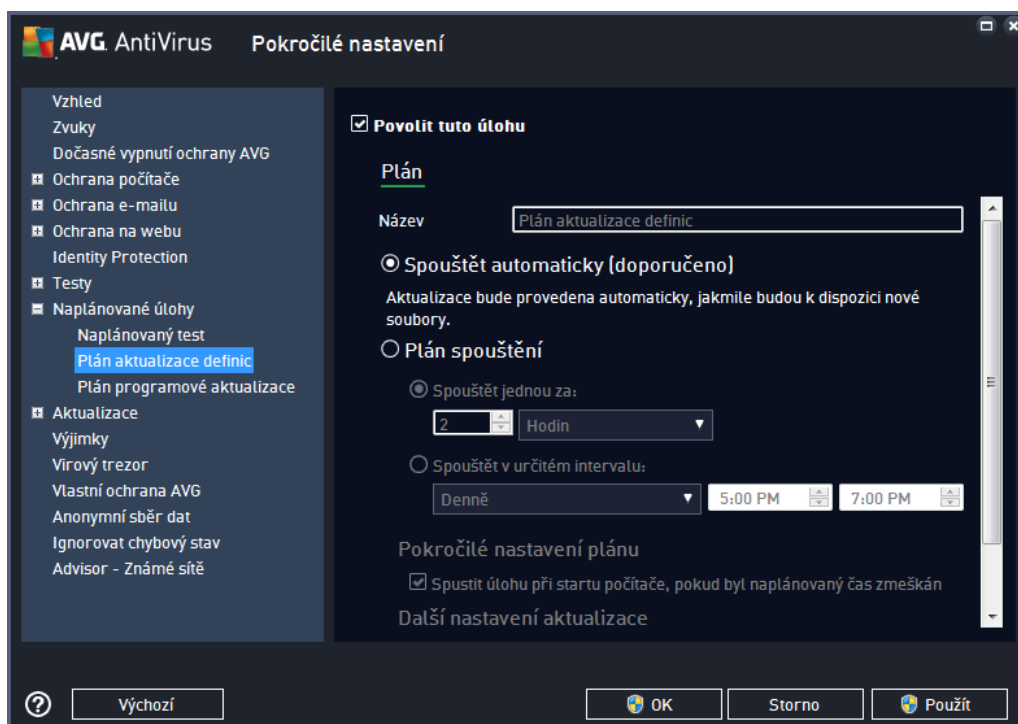 AVG AntiVirus Pokročilé nastavení
Vzhled
Zvuky
Dočasné vypnutí ochrany AVG
Ochrana počítače
Ochrana e-mailu
Ochrana na webu
Identity Protection
Testy
Naplánované úlohy
Naplánovaný test
Plán aktualizace definic
Plán programové aktualizace
Aktualizace
Výjimky
Virový trezor
Vlastní ochrana AVG
Anonymní sběr dat
Ignorovat chybový stav
Advisor - Známé sítě
Povolit tuto úlohu
Plán
Název Plán aktualizace definic
Spouštět automaticky (doporučeno)
Aktualizace bude provedena automaticky, jakmile budou k dispozici nové
soubory.
Plán spouštění
Spouštět jednou za:
2 Hodin
Spouštět v určitém intervalu:
Denně 5:00 PM 7:00 PM
Pokročilé nastavení plánu
Spustit úlohu při startu počítače, pokud byl naplánovaný čas zmeškán
Další nastavení aktualizace
? Výchozí OK Storno Použít